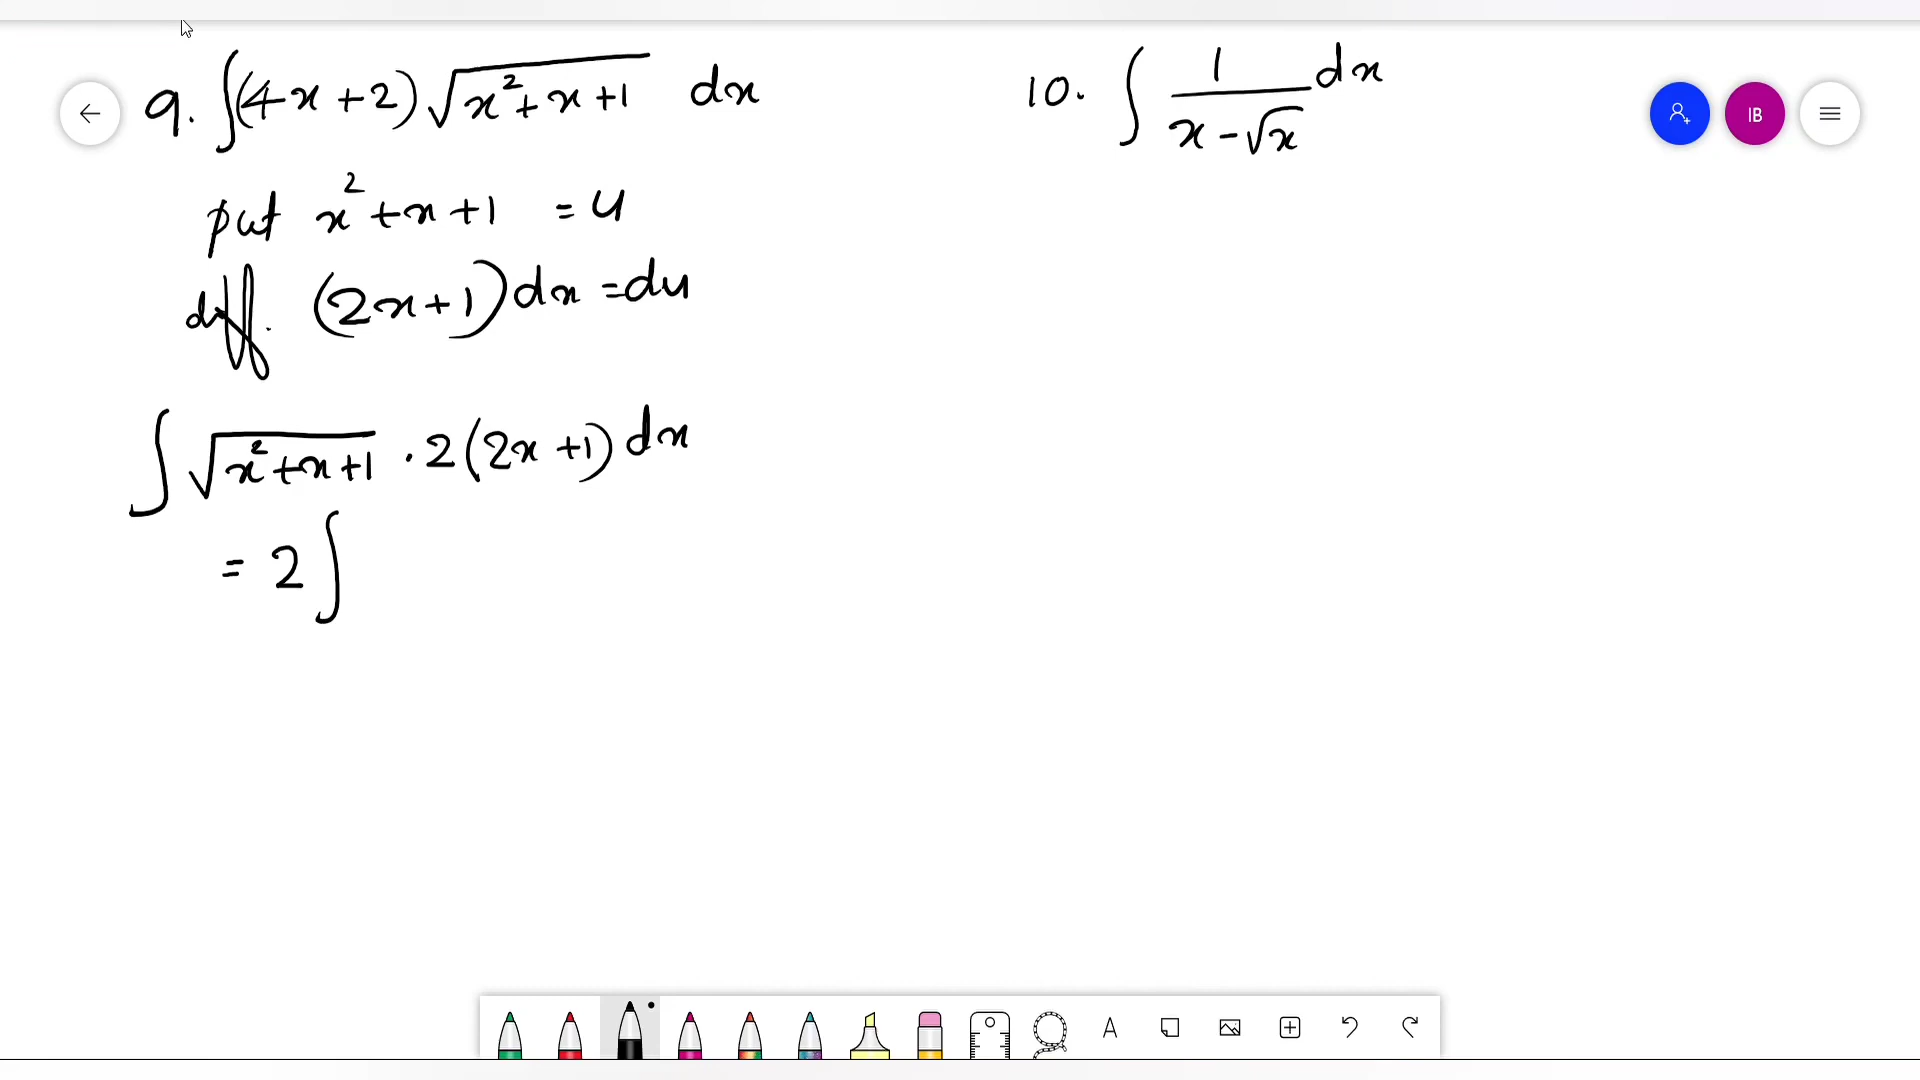 9. ∫(4x+2)√(x²+x+1) dx
put x²+x+1 = u
diff. (2x+1)dx=du
∫√(x²+x+1) · 2(2x+1)dx
= 2∫
10. ∫ 1/(x-√x) dx
IB
A